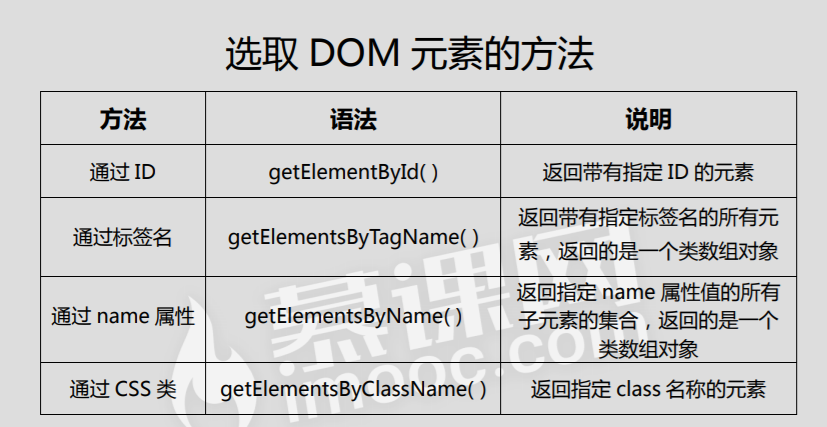 选取 DOM 元素的方法
方法 语法 说明
通过 ID getElementById( ) 返回带有指定 ID 的元素
通过标签名 getElementsByTagName( ) 返回带有指定标签名的所有元
素，返回的是一个类数组对象
通过 name 属性 getElementsByName( ) 返回指定 name 属性值的所有
子元素的集合，返回的是一个
类数组对象
通过 CSS 类 getElementsByClassName( ) 返回指定 class 名称的元素
慕课网
imooc.com